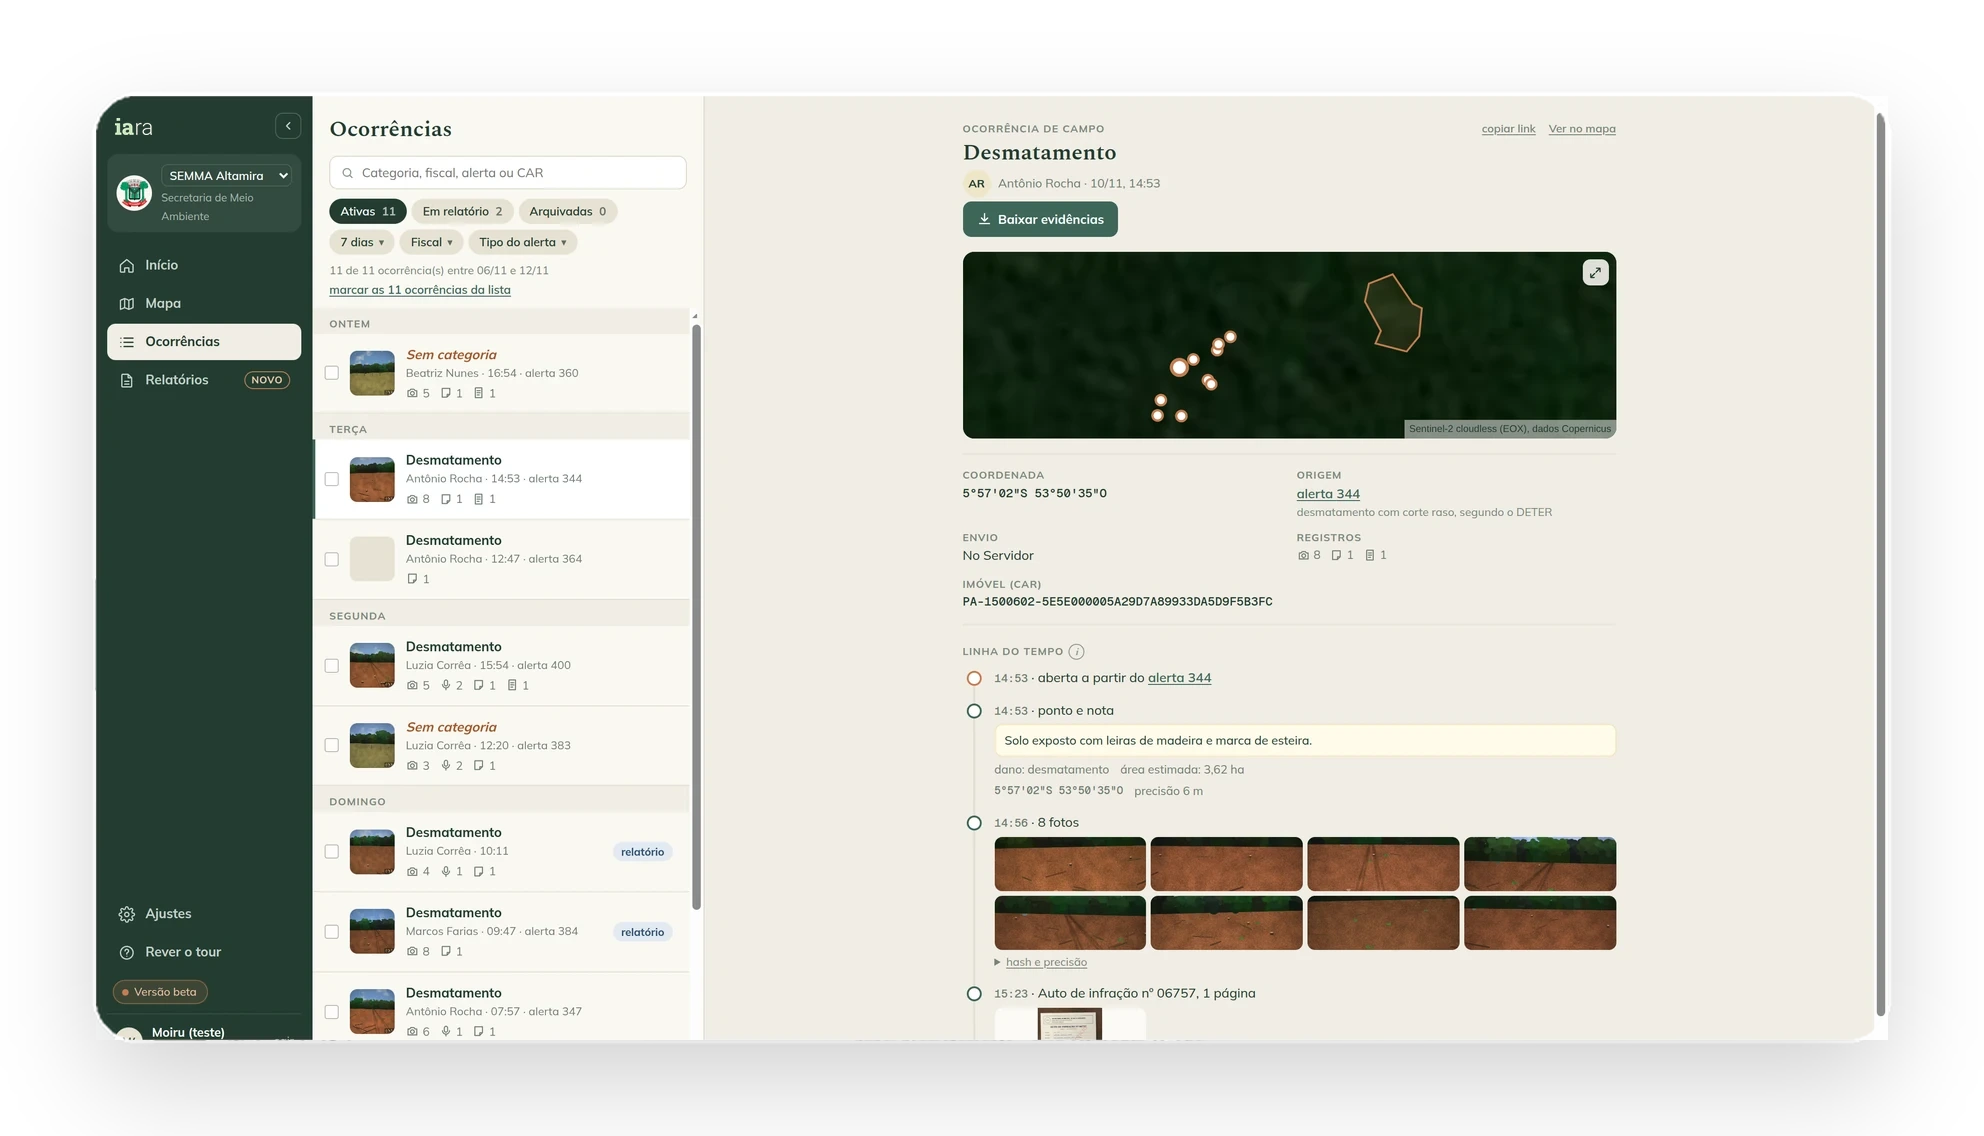 iara
SEMMA Altamira
Secretaria de Meio
Ambiente
Início
Mapa
Ocorrências
Relatórios NOVO
Ajustes
Rever o tour
Versão beta
Moiru (teste)
Ocorrências
Categoria, fiscal, alerta ou CAR
Ativas 11 Em relatório 2 Arquivadas 0
7 dias ▾ Fiscal ▾ Tipo do alerta ▾
11 de 11 ocorrência(s) entre 06/11 e 12/11
marcar as 11 ocorrências da lista
ONTEM
Sem categoria
Beatriz Nunes · 16:54 · alerta 360
5 1 1
TERÇA
Desmatamento
Antônio Rocha · 14:53 · alerta 344
8 1 1
Desmatamento
Antônio Rocha · 12:47 · alerta 364
1
SEGUNDA
Desmatamento
Luzia Corrêa · 15:54 · alerta 400
5 2 1 1
Sem categoria
Luzia Corrêa · 12:20 · alerta 383
3 2 1
DOMINGO
Desmatamento
Luzia Corrêa · 10:11
relatório
4 1 1
Desmatamento
Marcos Farias · 09:47 · alerta 384
relatório
8 1
Desmatamento
Antônio Rocha · 07:57 · alerta 347
6 1 1
OCORRÊNCIA DE CAMPO
copiar link Ver no mapa
Desmatamento
AR Antônio Rocha · 10/11, 14:53
Baixar evidências
Sentinel-2 cloudless (EOX), dados Copernicus
COORDENADA
5°57'02"S 53°50'35"O
ORIGEM
alerta 344
desmatamento com corte raso, segundo o DETER
ENVIO
No Servidor
REGISTROS
8 1 1
IMÓVEL (CAR)
PA-1500602-5E5E000005A29D7A89933DA5D9F5B3FC
LINHA DO TEMPO i
14:53 · aberta a partir do alerta 344
14:53 · ponto e nota
Solo exposto com leiras de madeira e marca de esteira.
dano: desmatamento área estimada: 3,62 ha
5°57'02"S 53°50'35"O precisão 6 m
14:56 · 8 fotos
hash e precisão
15:23 · Auto de infração nº 06757, 1 página